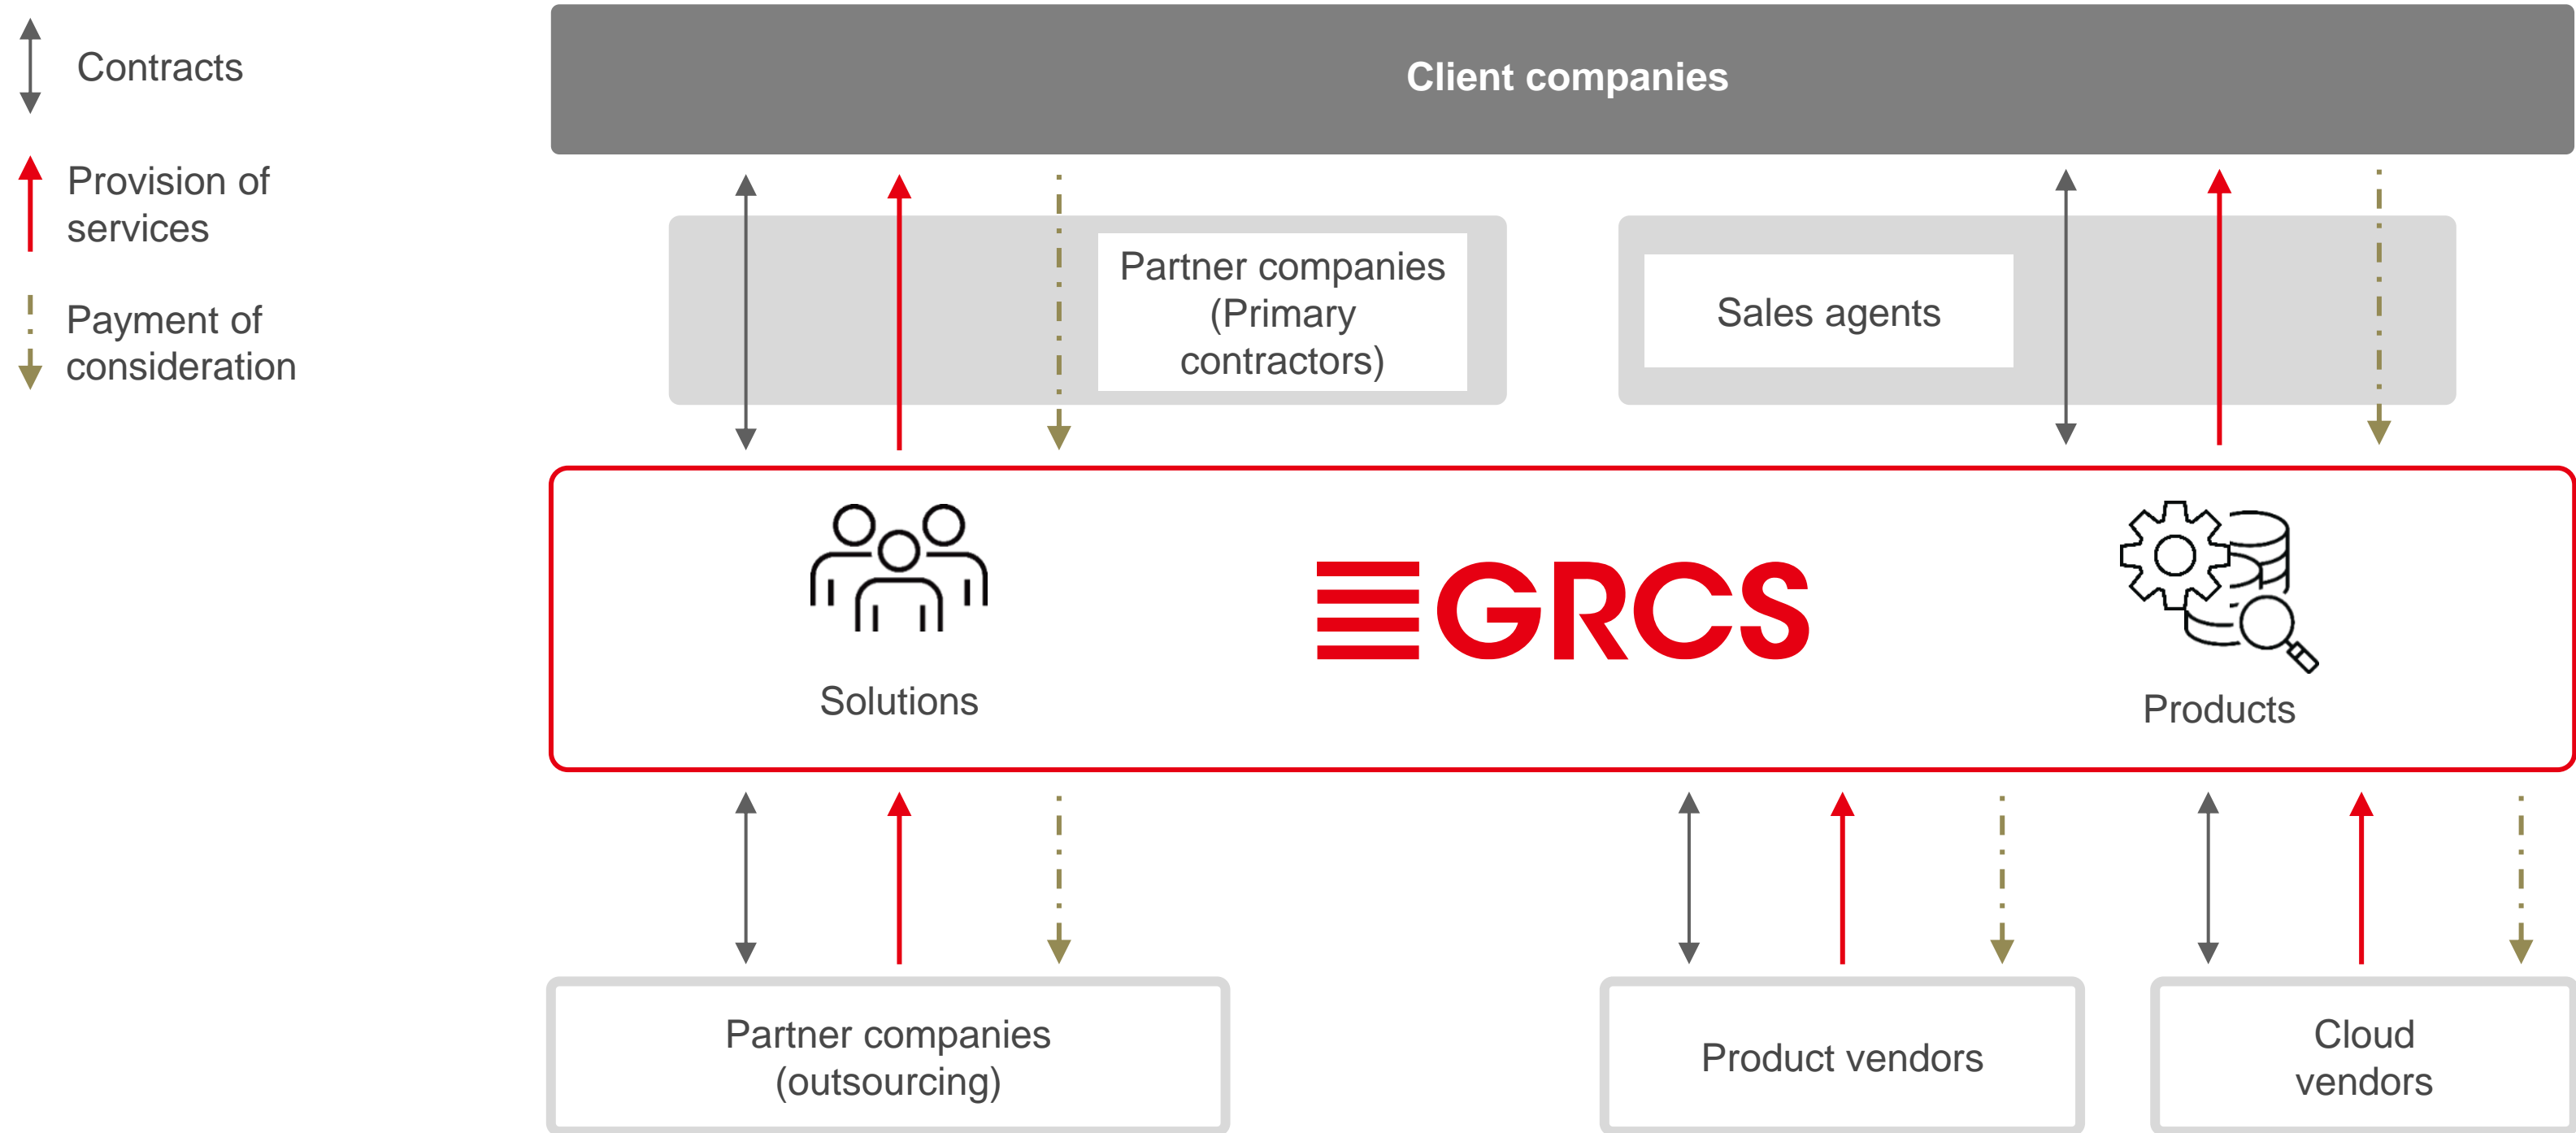 Contracts
Provision of
services
Payment of
consideration
Client companies
Partner companies
(Primary
contractors)
Sales agents
GRCS
Solutions
Products
Partner companies
(outsourcing)
Product vendors
Cloud
vendors